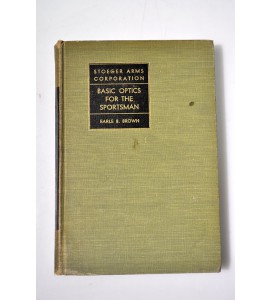 STOEGER ARMS
CORPORATION
BASIC OPTICS
FOR THE
SPORTSMAN
EARLE B. BROWN